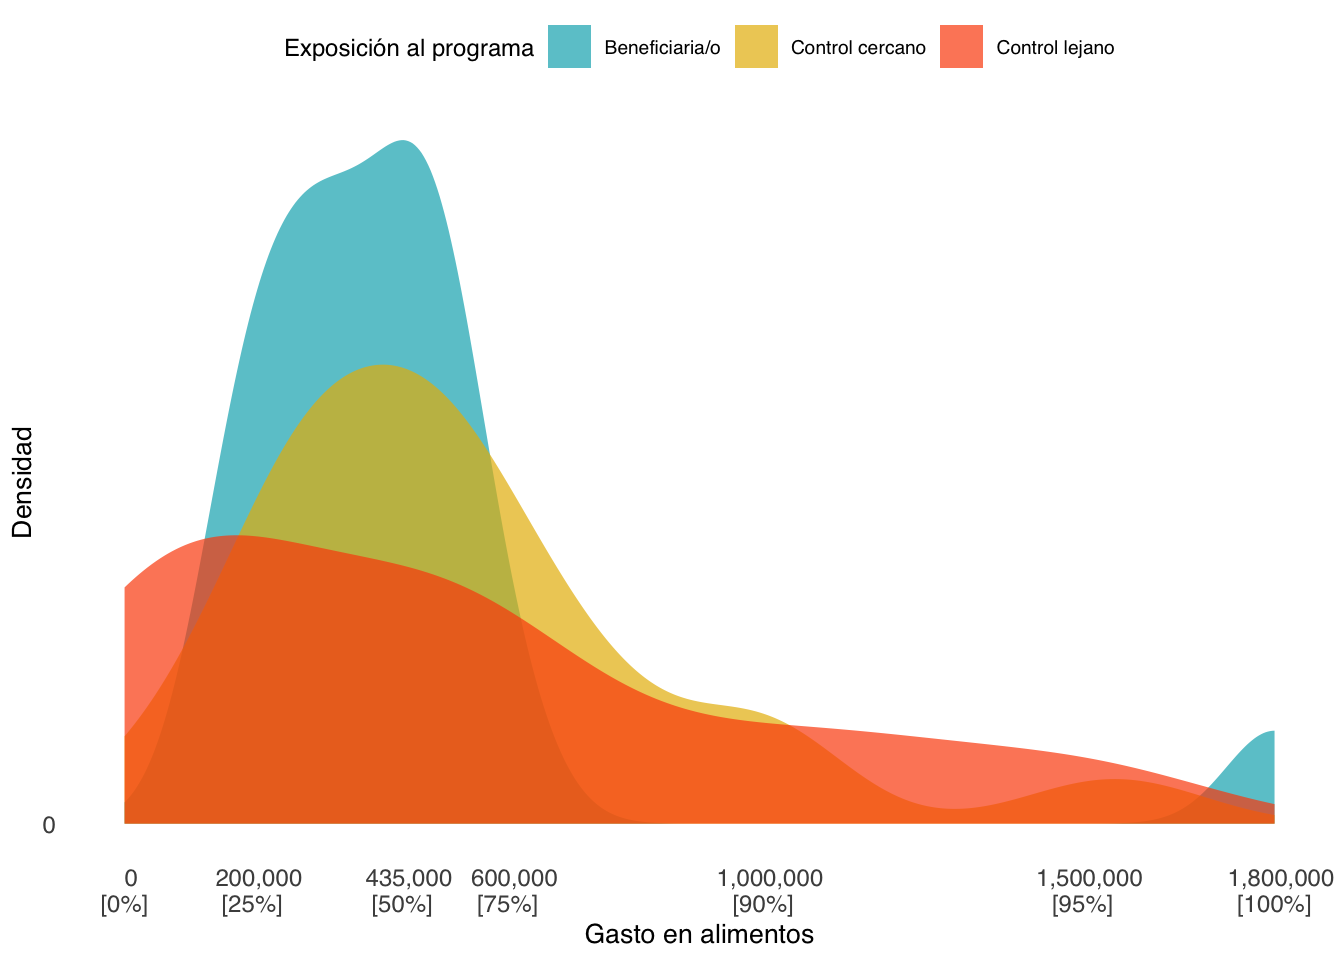 Exposición al programa Beneficiaria/o Control cercano Control lejano
Densidad
0
0 200,000 435,000 600,000 1,000,000 1,500,000 1,800,000
[0%] [25%] [50%] [75%] [90%] [95%] [100%]
Gasto en alimentos